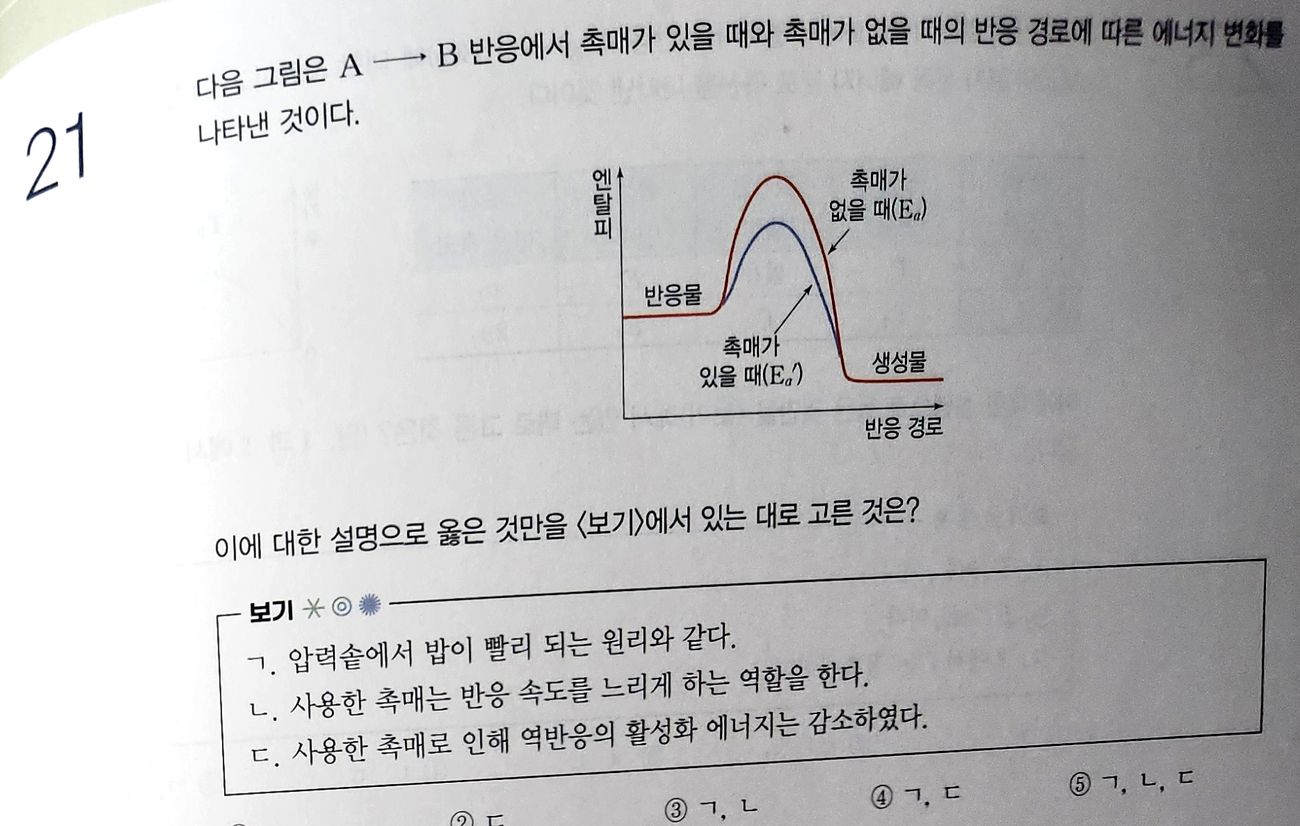 다음 그림은 A → B 반응에서 촉매가 있을 때와 촉매가 없을 때의 반응 경로에 따른 에너지 변화를
나타낸 것이다.
21
엔탈피
촉매가
없을 때(Eₐ)
반응물
촉매가
있을 때(Eₐ′)
생성물
반응 경로
이에 대한 설명으로 옳은 것만을 〈보기〉에서 있는 대로 고른 것은?
보기
ㄱ. 압력솥에서 밥이 빨리 되는 원리와 같다.
ㄴ. 사용한 촉매는 반응 속도를 느리게 하는 역할을 한다.
ㄷ. 사용한 촉매로 인해 역반응의 활성화 에너지는 감소하였다.
② ㄷ
③ ㄱ, ㄴ
④ ㄱ, ㄷ
⑤ ㄱ, ㄴ, ㄷ